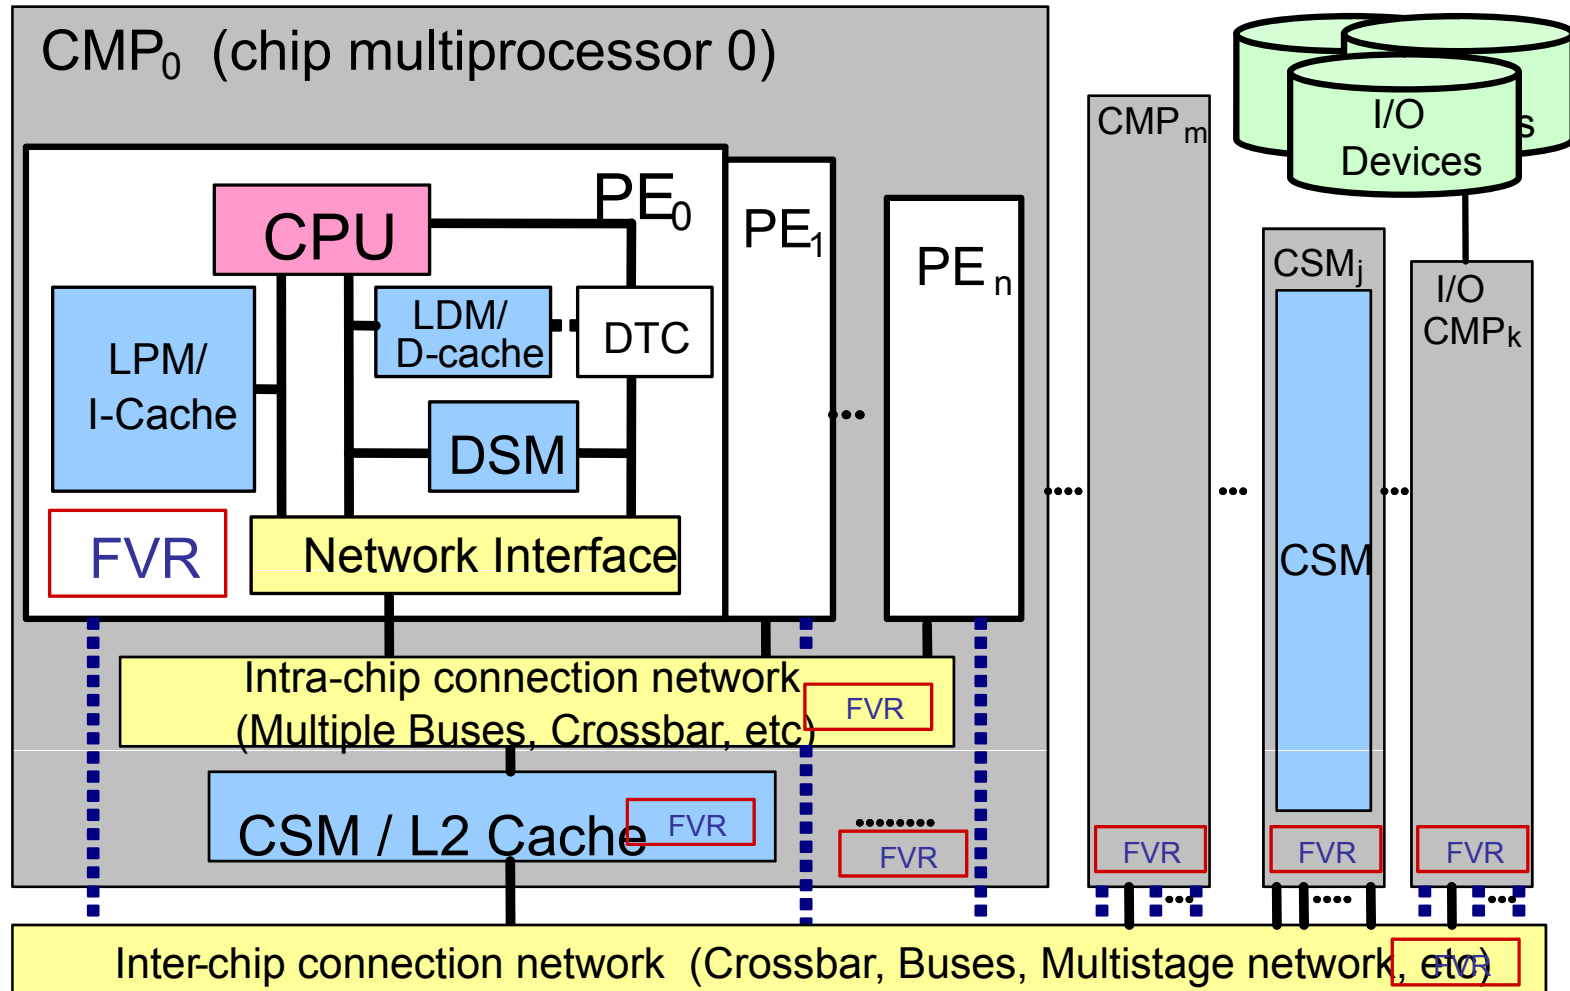 CMP0 (chip multiprocessor 0)
CMPm
I/O
Devices
s
PE0
CPU
PE1
PEn
CSMj
I/O
CMPk
LPM/
I-Cache
LDM/
D-cache
DTC
DSM
CSM
FVR
Network Interface
Intra-chip connection network
(Multiple Buses, Crossbar, etc)
FVR
CSM / L2 Cache
FVR
FVR
FVR
FVR
FVR
Inter-chip connection network (Crossbar, Buses, Multistage network, etc)
FVR